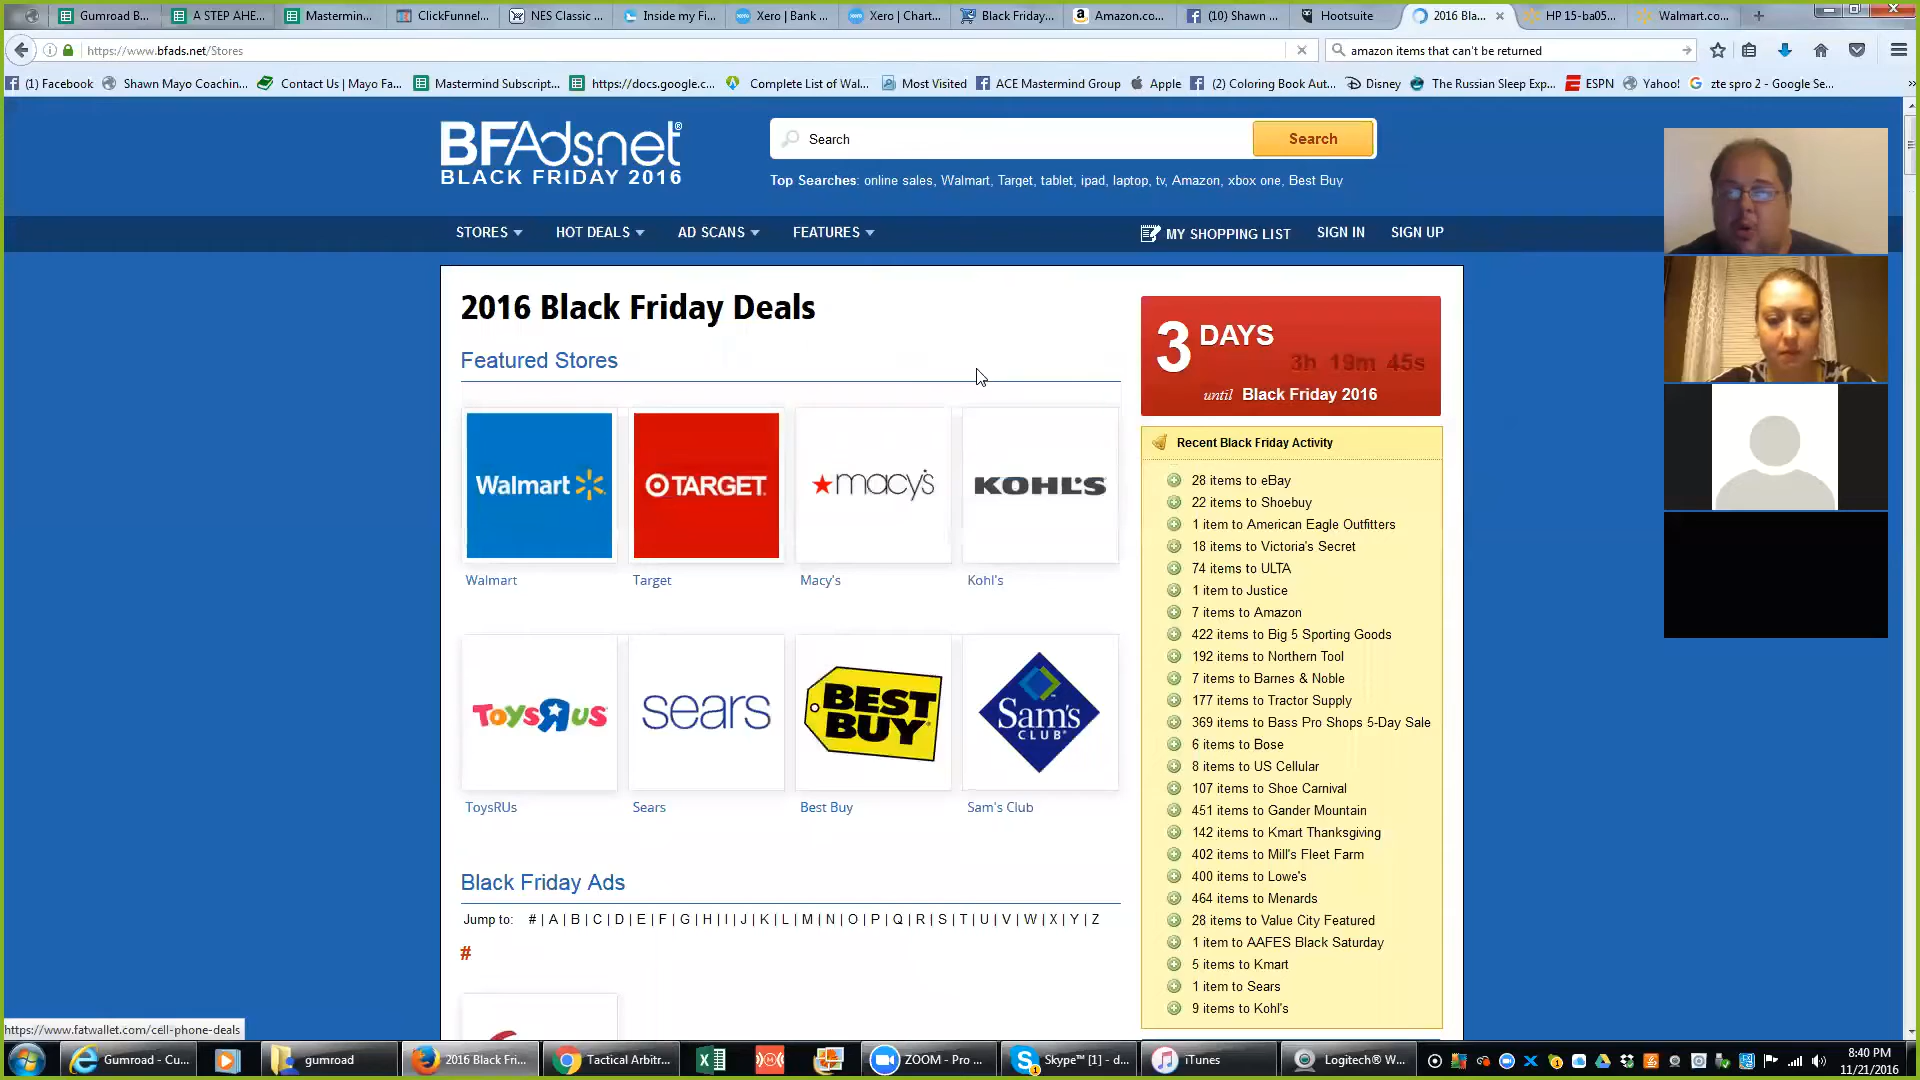 Gumroad B...
A STEP AHE...
Mastermin...
ClickFunnel...
NES Classic ...
Inside my Fi...
Xero | Bank ...
Xero | Chart...
Black Friday...
Amazon.co...
(10) Shawn ...
Hootsuite
2016 Bla...
HP 15-ba05...
Walmart.co...
https://www.bfads.net/Stores
amazon items that can't be returned
(1) Facebook
Shawn Mayo Coachin...
Contact Us | Mayo Fa...
Mastermind Subscript...
https://docs.google.c...
Complete List of Wal...
Most Visited
ACE Mastermind Group
Apple
(2) Coloring Book Aut...
Disney
The Russian Sleep Exp...
ESPN
Yahoo!
zte spro 2 - Google Se...
BFAds.net®
BLACK FRIDAY 2016
Search
Search
Top Searches: online sales, Walmart, Target, tablet, ipad, laptop, tv, Amazon, xbox one, Best Buy
STORES
HOT DEALS
AD SCANS
FEATURES
MY SHOPPING LIST
SIGN IN
SIGN UP
2016 Black Friday Deals
Featured Stores
Walmart
TARGET
macy's
KOHL'S
Walmart
Target
Macy's
Kohl's
ToysRus
sears
BEST BUY
Sam's CLUB
ToysRUs
Sears
Best Buy
Sam's Club
Black Friday Ads
Jump to: # | A | B | C | D | E | F | G | H | I | J | K | L | M | N | O | P | Q | R | S | T | U | V | W | X | Y | Z
#
3 DAYS
3h 19m 45s
until Black Friday 2016
Recent Black Friday Activity
28 items to eBay
22 items to Shoebuy
1 item to American Eagle Outfitters
18 items to Victoria's Secret
74 items to ULTA
1 item to Justice
7 items to Amazon
422 items to Big 5 Sporting Goods
192 items to Northern Tool
7 items to Barnes & Noble
177 items to Tractor Supply
369 items to Bass Pro Shops 5-Day Sale
6 items to Bose
8 items to US Cellular
107 items to Shoe Carnival
451 items to Gander Mountain
142 items to Kmart Thanksgiving
402 items to Mill's Fleet Farm
400 items to Lowe's
464 items to Menards
28 items to Value City Featured
1 item to AAFES Black Saturday
5 items to Kmart
1 item to Sears
9 items to Kohl's
https://www.fatwallet.com/cell-phone-deals
Gumroad - Cu...
gumroad
2016 Black Fri...
Tactical Arbitr...
ZOOM - Pro ...
Skype™ [1] - d...
iTunes
Logitech® W...
8:40 PM
11/21/2016